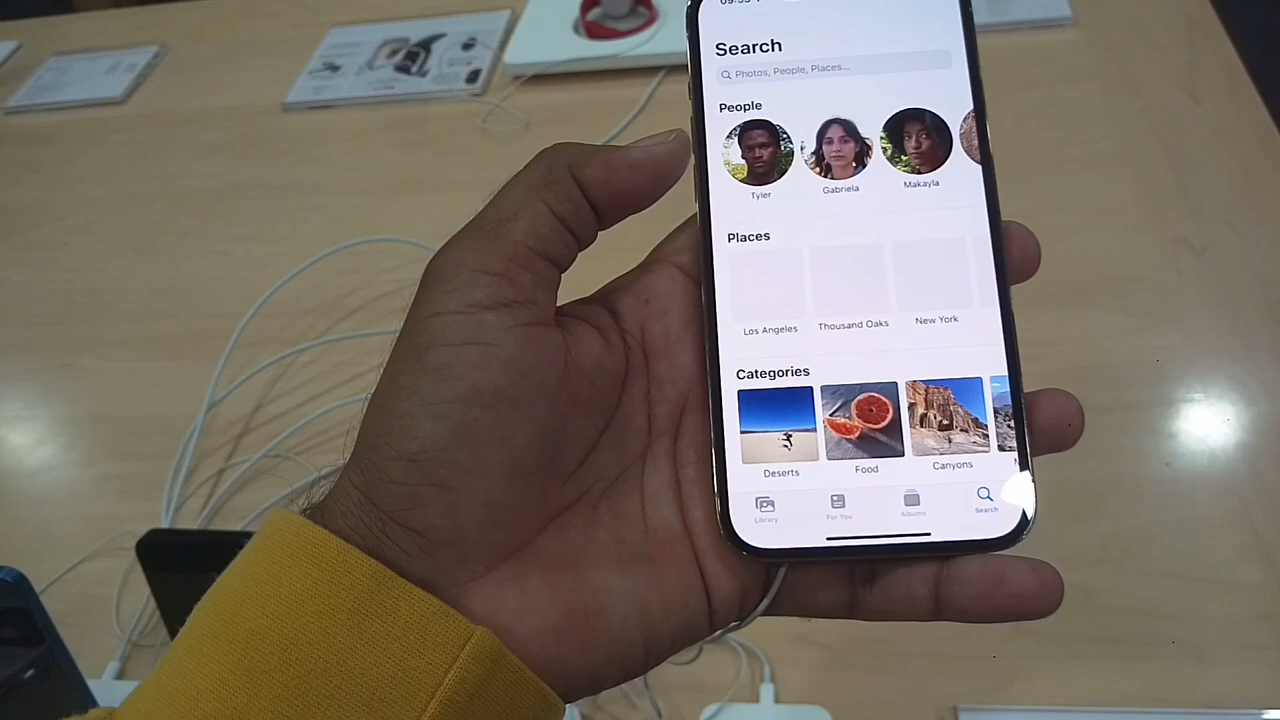 Search
Photos, People, Places...
People
Tyler
Gabriela
Makayla
Places
Los Angeles
Thousand Oaks
New York
Categories
Deserts
Food
Canyons
Library
For You
Albums
Search